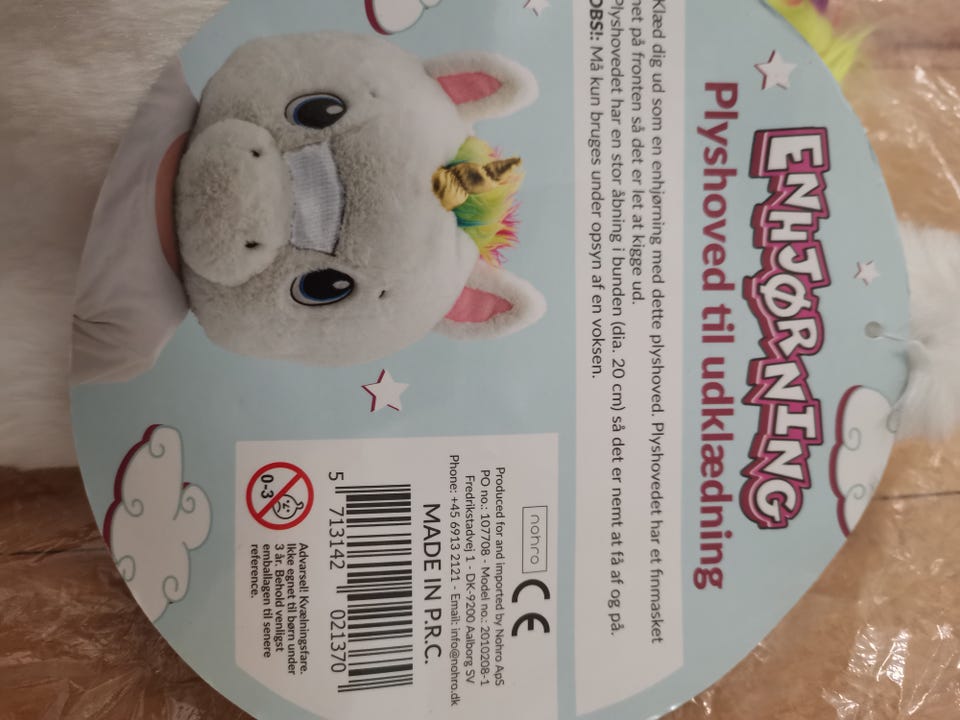 ENHJØRNING
Plyshoved til udklædning
Klæd dig ud som en enhjørning med dette plyshoved. Plyshovedet har et finmasket
net på fronten så det er let at kigge ud.
Plyshovedet har en stor åbning i bunden (dia. 20 cm) så det er nemt at få af og på.
OBS!: Må kun bruges under opsyn af en voksen.
nohro
CE
Produced for and imported by Nohro ApS
PO no.: 107708 - Model no.: 2010208-1
Fredrikstadvej 1 - DK-9200 Aalborg SV
Phone: +45 6913 2121 - Email: info@nohro.dk
MADE IN P.R.C.
5 713142 021370
0-3
Advarsel! Kvælningsfare.
Ikke egnet til børn under
3 år. Behold venligst
emballagen til senere
reference.